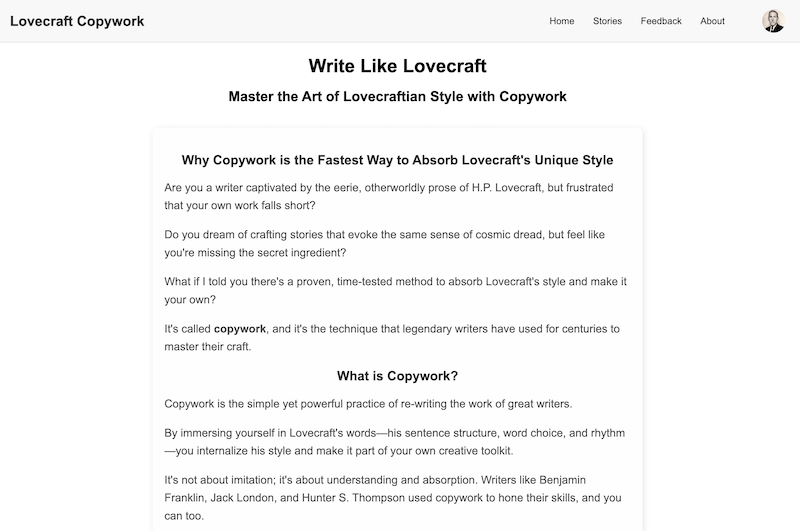 Lovecraft Copywork
Home Stories Feedback About
Write Like Lovecraft
Master the Art of Lovecraftian Style with Copywork
Why Copywork is the Fastest Way to Absorb Lovecraft's Unique Style
Are you a writer captivated by the eerie, otherworldly prose of H.P. Lovecraft, but frustrated
that your own work falls short?
Do you dream of crafting stories that evoke the same sense of cosmic dread, but feel like
you're missing the secret ingredient?
What if I told you there's a proven, time-tested method to absorb Lovecraft's style and make it
your own?
It's called copywork, and it's the technique that legendary writers have used for centuries to
master their craft.
What is Copywork?
Copywork is the simple yet powerful practice of re-writing the work of great writers.
By immersing yourself in Lovecraft's words—his sentence structure, word choice, and rhythm
—you internalize his style and make it part of your own creative toolkit.
It's not about imitation; it's about understanding and absorption. Writers like Benjamin
Franklin, Jack London, and Hunter S. Thompson used copywork to hone their skills, and you
can too.